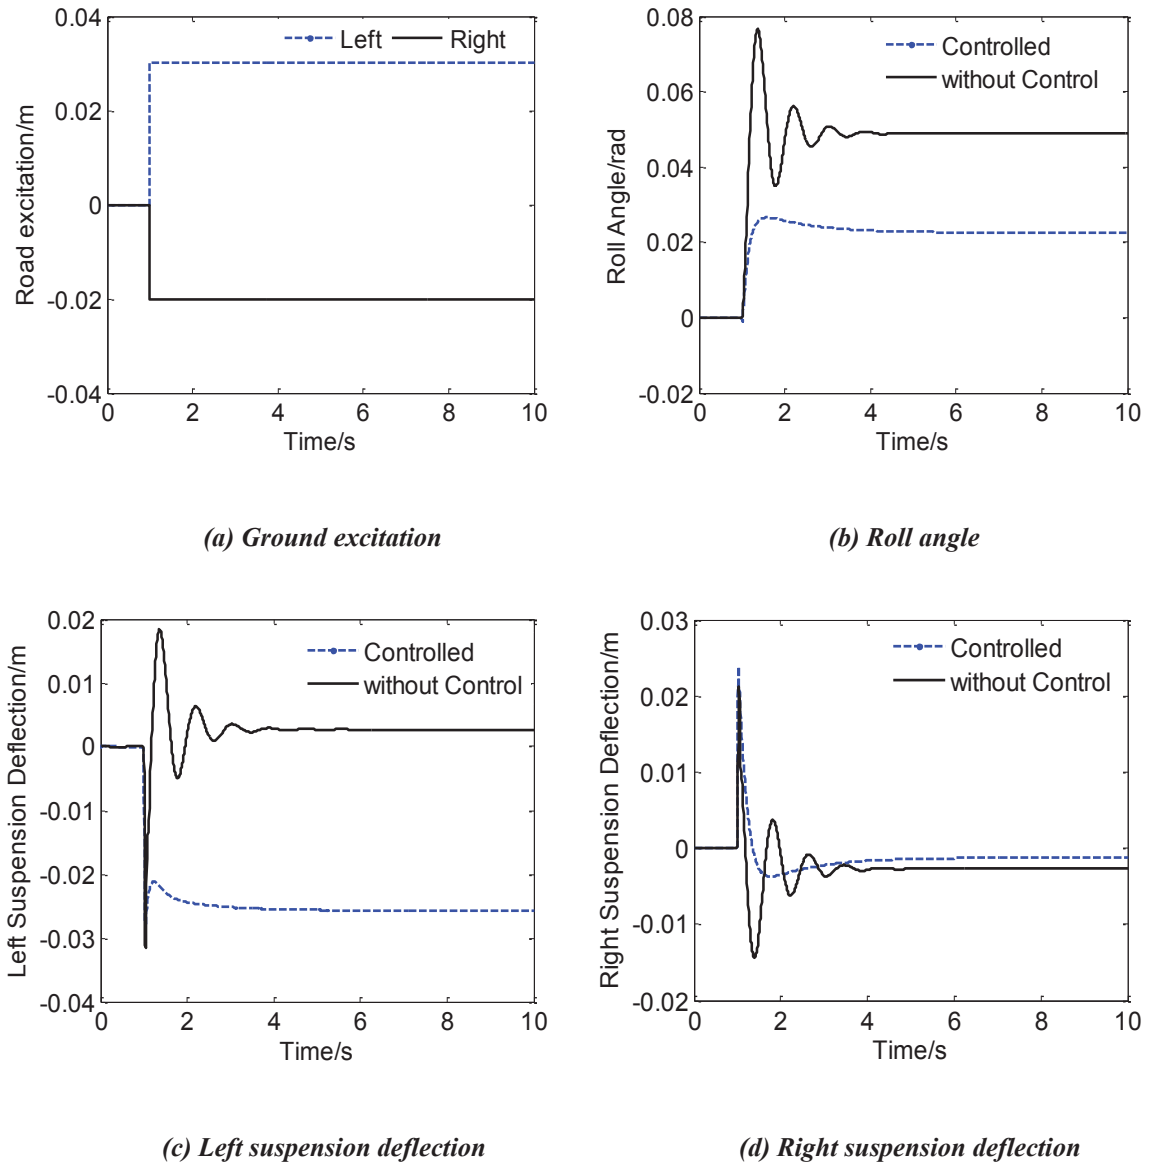 0.04
0.02
0
-0.02
-0.04
Road excitation/m
Left Right
0 2 4 6 8 10
Time/s
(a) Ground excitation
0.08
0.06
0.04
0.02
0
-0.02
Roll Angle/rad
Controlled
without Control
0 2 4 6 8 10
Time/s
(b) Roll angle
0.02
0.01
0
-0.01
-0.02
-0.03
-0.04
Left Suspension Deflection/m
Controlled
without Control
0 2 4 6 8 10
Time/s
(c) Left suspension deflection
0.03
0.02
0.01
0
-0.01
-0.02
Right Suspension Deflection/m
Controlled
without Control
0 2 4 6 8 10
Time/s
(d) Right suspension deflection